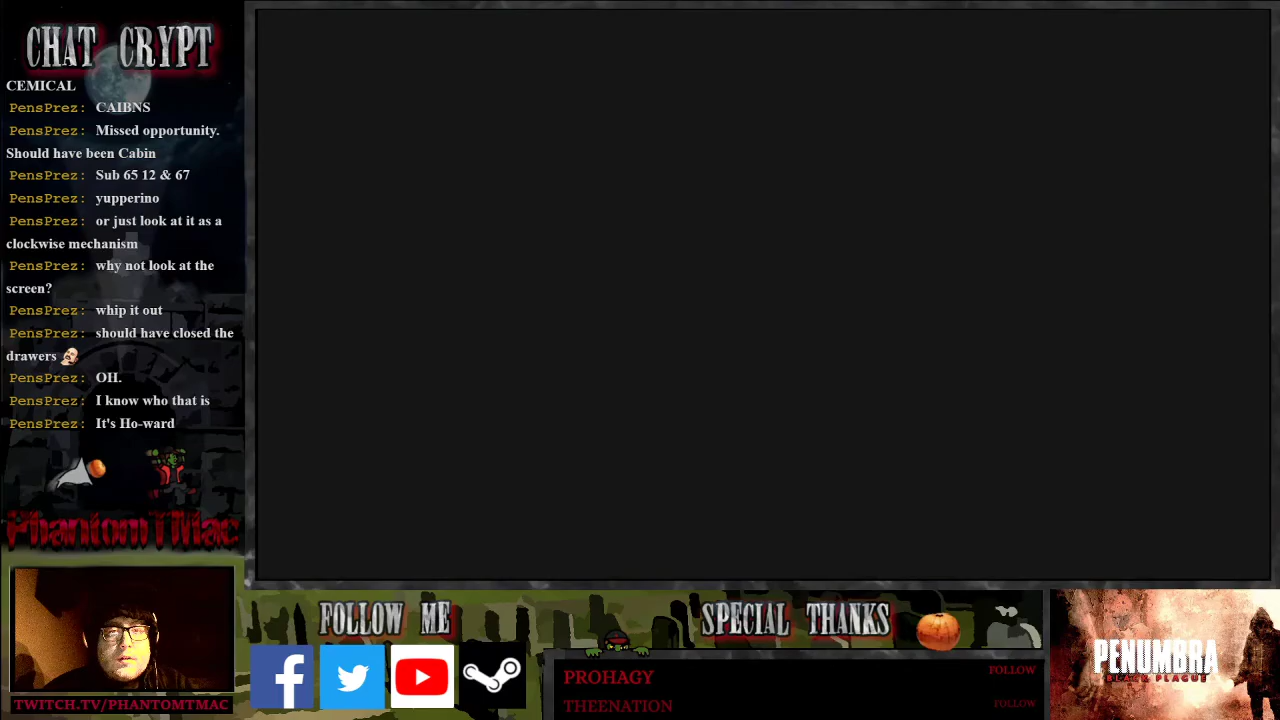 CHAT CRYPT
CEMICAL
PensPrez: CAIBNS
PensPrez: Missed opportunity.
Should have been Cabin
PensPrez: Sub 65 12 & 67
PensPrez: yupperino
PensPrez: or just look at it as a
clockwise mechanism
PensPrez: why not look at the
screen?
PensPrez: whip it out
PensPrez: should have closed the
drawers
PensPrez: OH.
PensPrez: I know who that is
PensPrez: It's Ho-ward
PhantomTMac
TWITCH.TV/PHANTOMTMAC
FOLLOW ME
SPECIAL THANKS
PROHAGY FOLLOW
THEENATION FOLLOW
PENUMBRA
BLACK PLAGUE